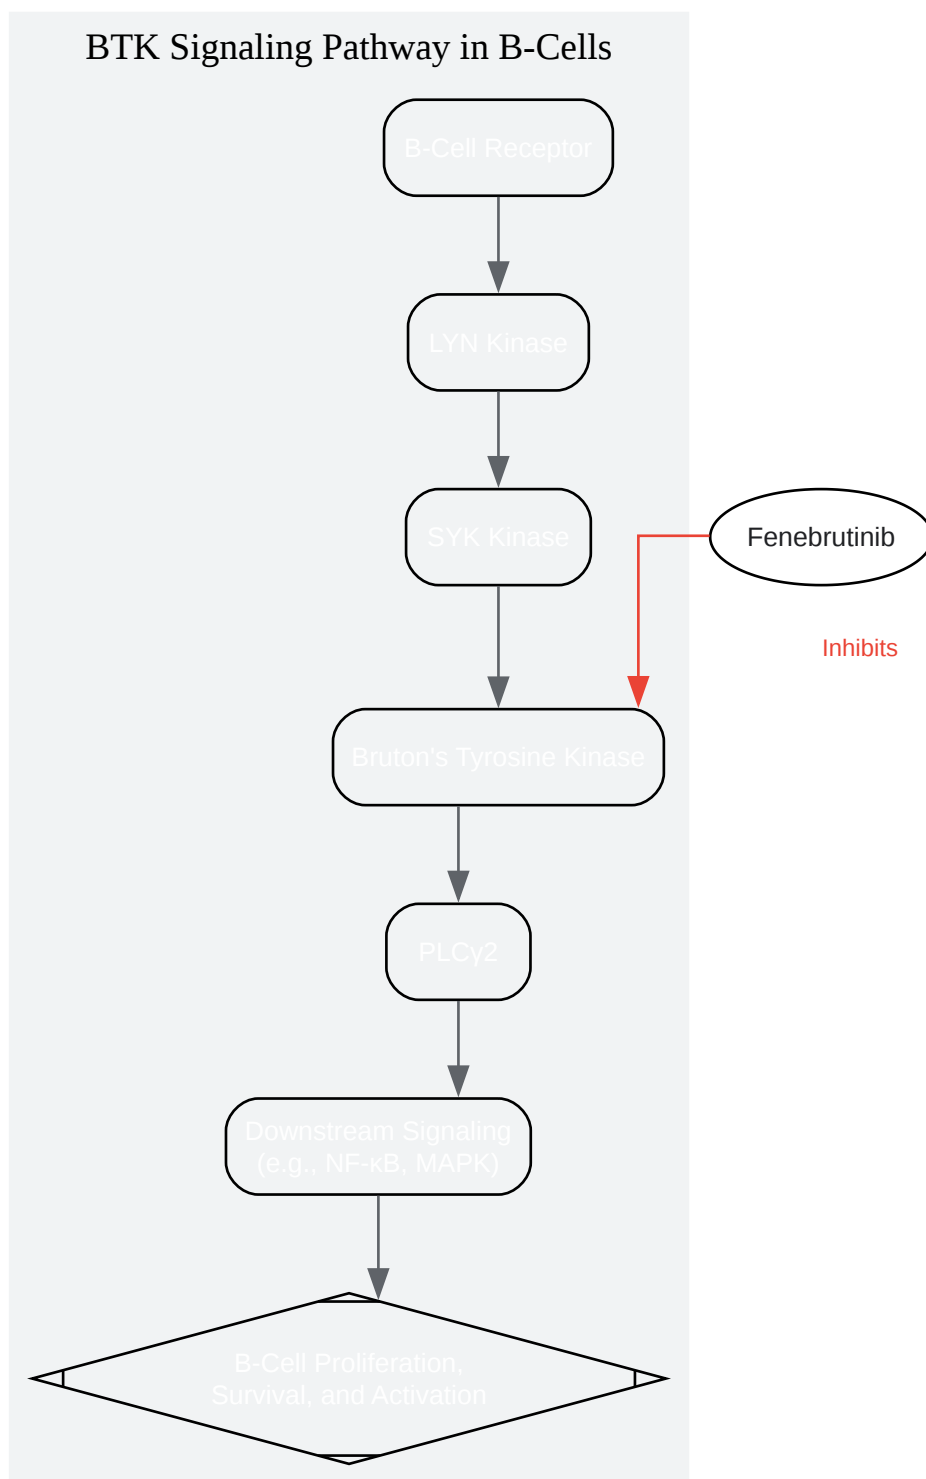 BTK Signaling Pathway in B-Cells
B-Cell Receptor
LYN Kinase
SYK Kinase
Fenebrutinib
Inhibits
Bruton's Tyrosine Kinase
PLCγ2
Downstream Signaling
(e.g., NF-κB, MAPK)
B-Cell Proliferation,
Survival, and Activation